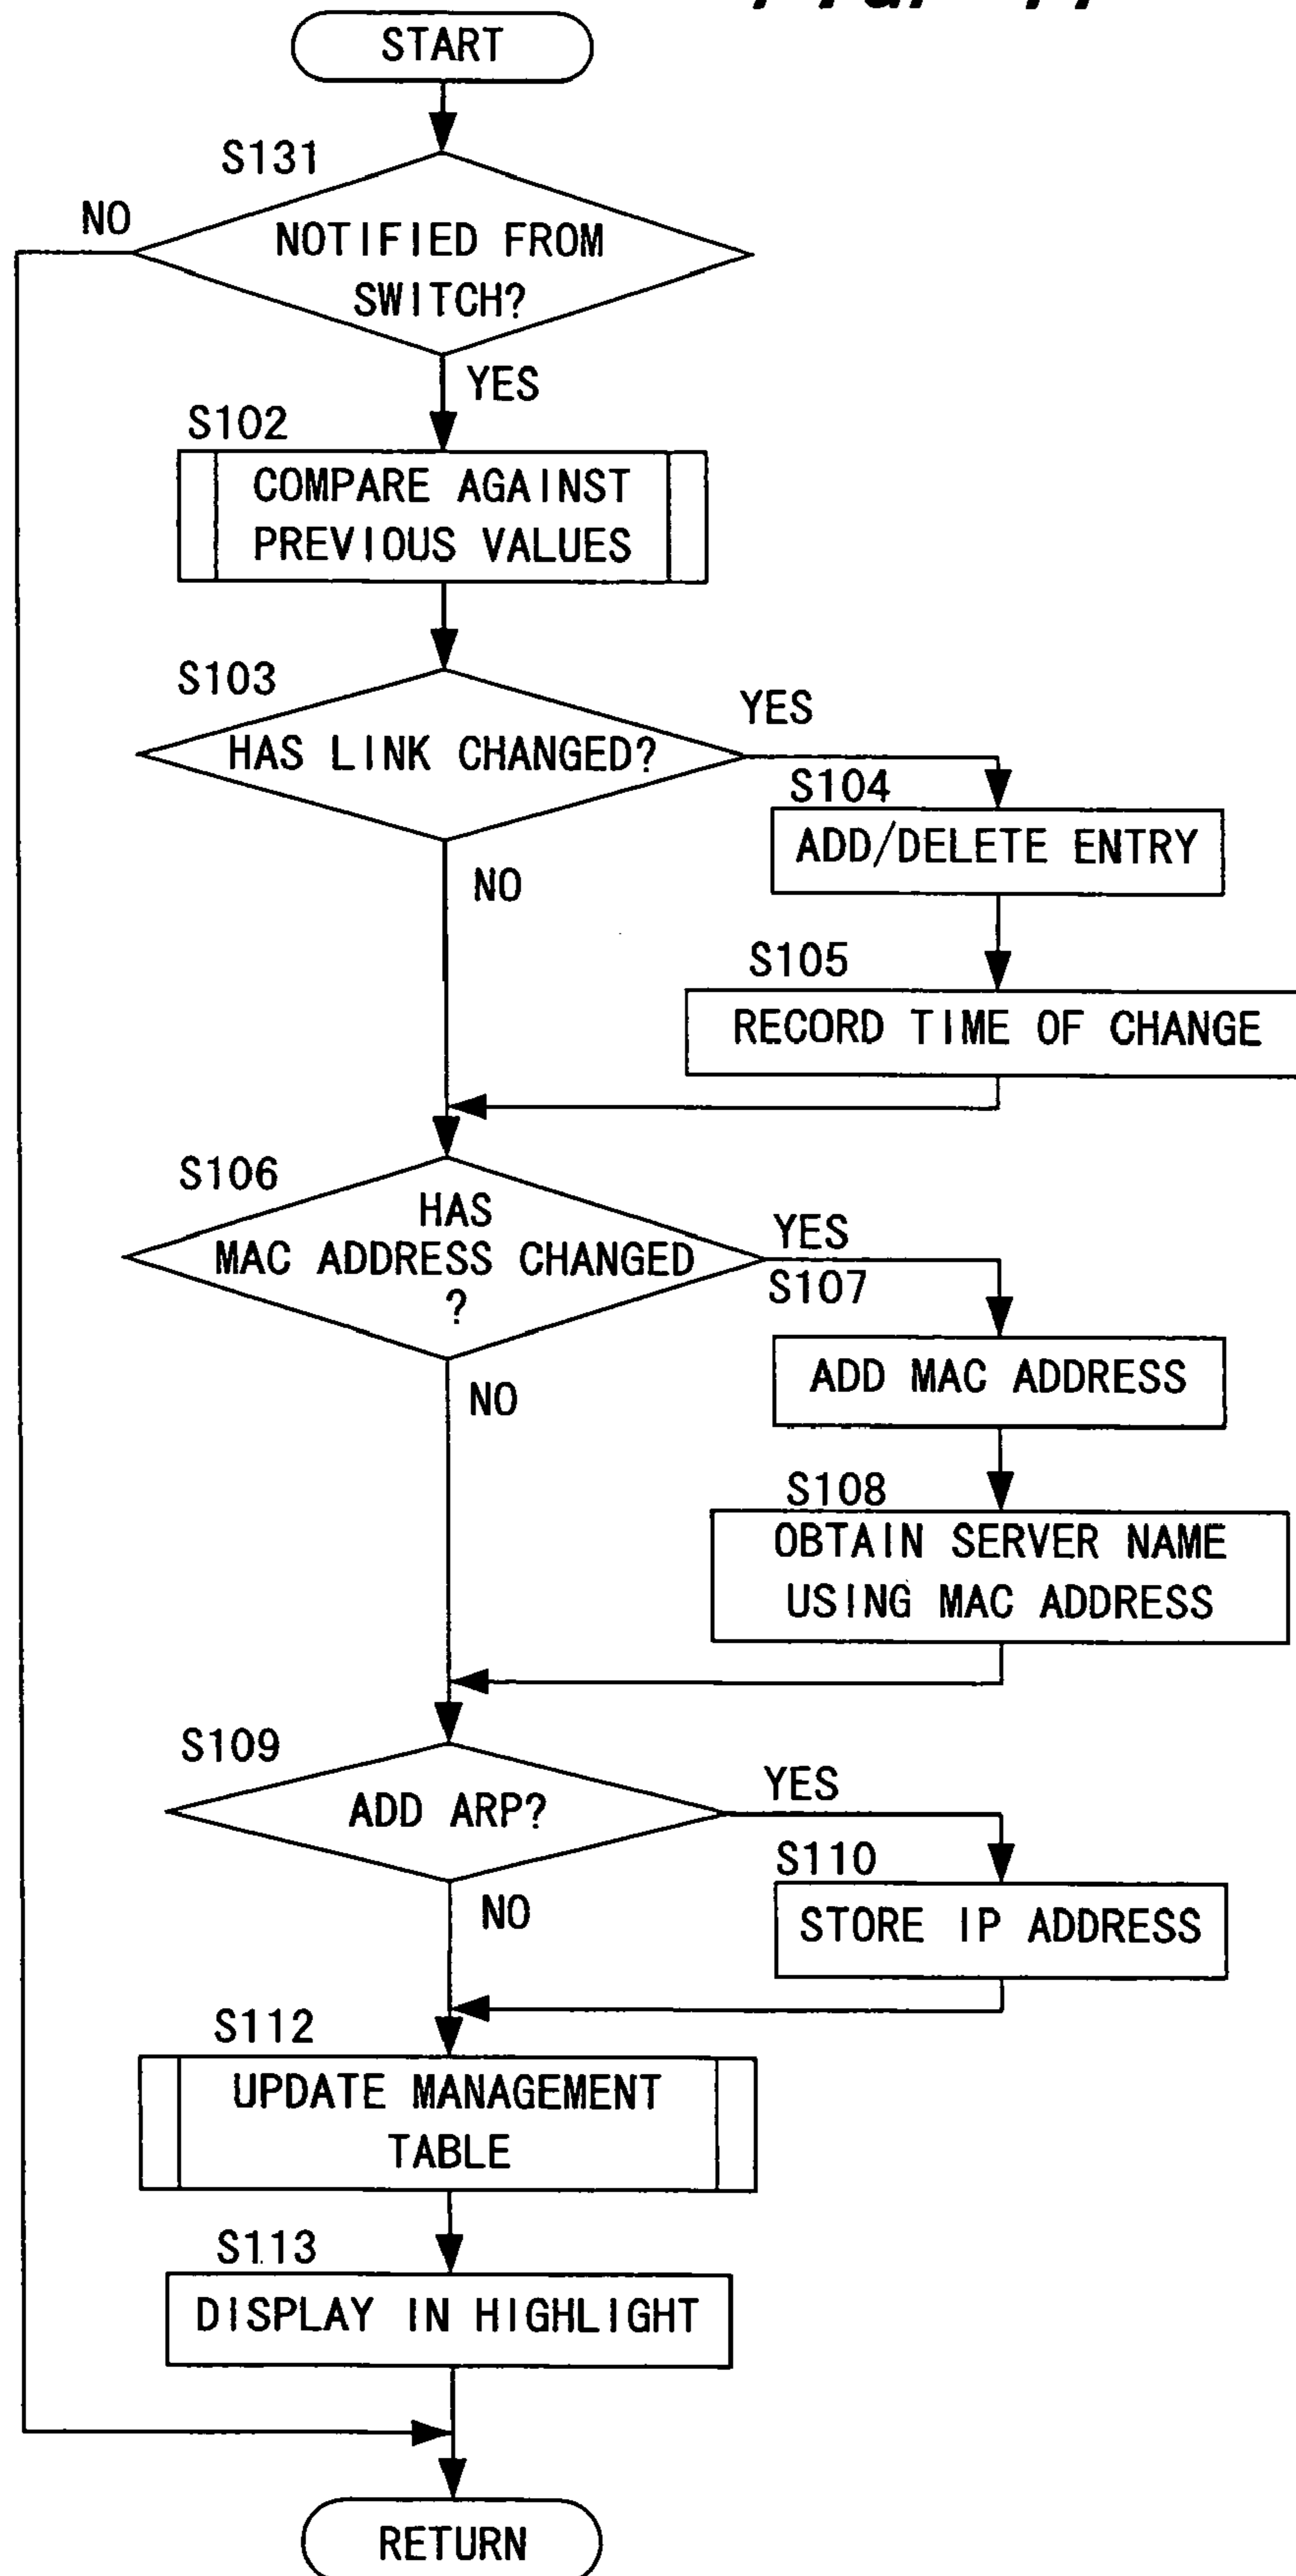 START
S131
NO
NOTIFIED FROM
SWITCH?
YES
S102
COMPARE AGAINST
PREVIOUS VALUES
S103
YES
HAS LINK CHANGED?
S104
ADD/DELETE ENTRY
NO
S105
RECORD TIME OF CHANGE
S106
HAS
MAC ADDRESS CHANGED
?
YES
S107
ADD MAC ADDRESS
NO
S108
OBTAIN SERVER NAME
USING MAC ADDRESS
S109
YES
ADD ARP?
S110
NO
STORE IP ADDRESS
S112
UPDATE MANAGEMENT
TABLE
S113
DISPLAY IN HIGHLIGHT
RETURN